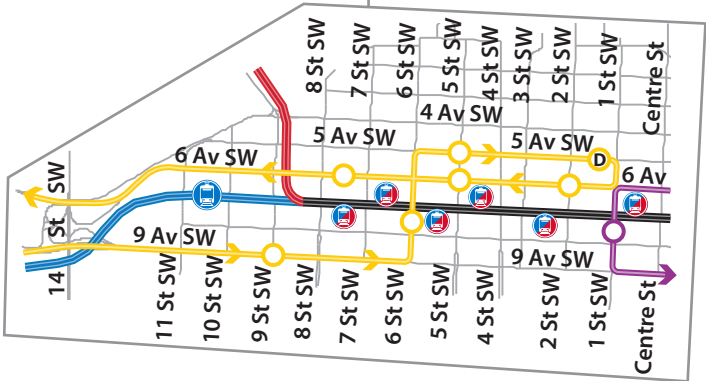 8 St SW
7 St SW
6 St SW
5 St SW
4 St SW
3 St SW
2 St SW
1 St SW
Centre St
4 Av SW
5 Av SW
5 Av SW
D
6 Av SW
6 Av
14 St SW
9 Av SW
9 Av SW
11 St SW
10 St SW
9 St SW
8 St SW
7 St SW
6 St SW
5 St SW
4 St SW
2 St SW
1 St SW
Centre St